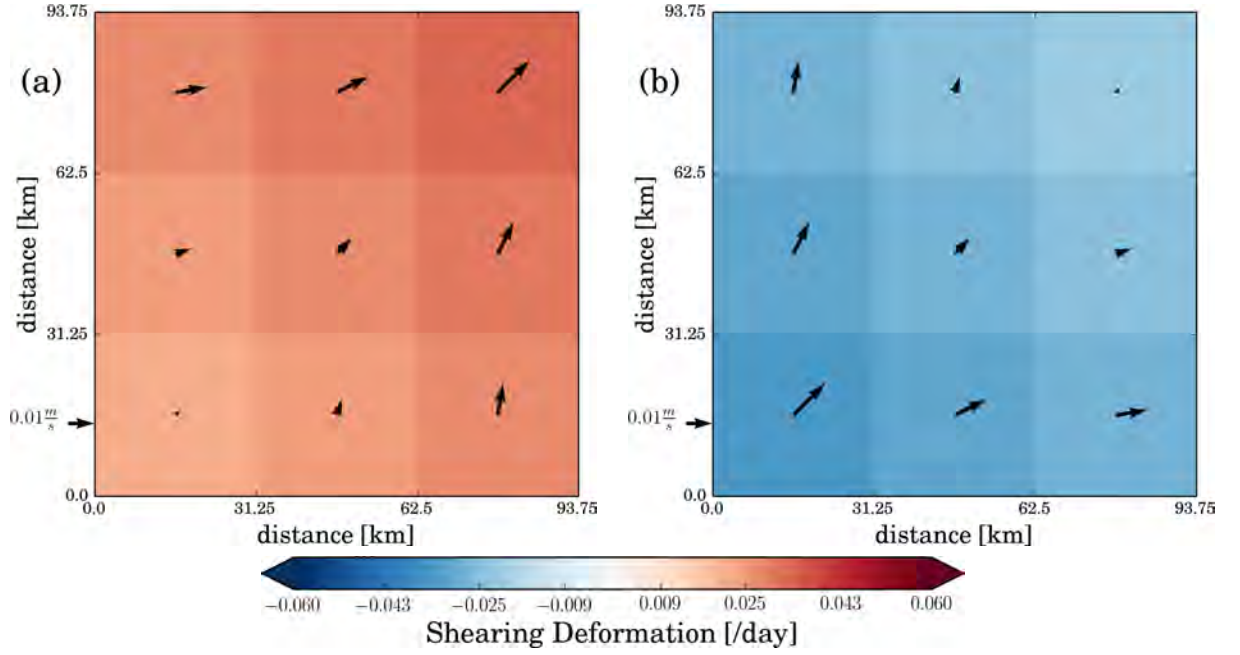 (a)
93.75
62.5
31.25
0.0
distance [km]
0.01 m/s
0.0 31.25 62.5 93.75
distance [km]
(b)
93.75
62.5
31.25
0.0
distance [km]
0.01 m/s
0.0 31.25 62.5 93.75
distance [km]
−0.060 −0.043 −0.025 −0.009 0.009 0.025 0.043 0.060
Shearing Deformation [/day]